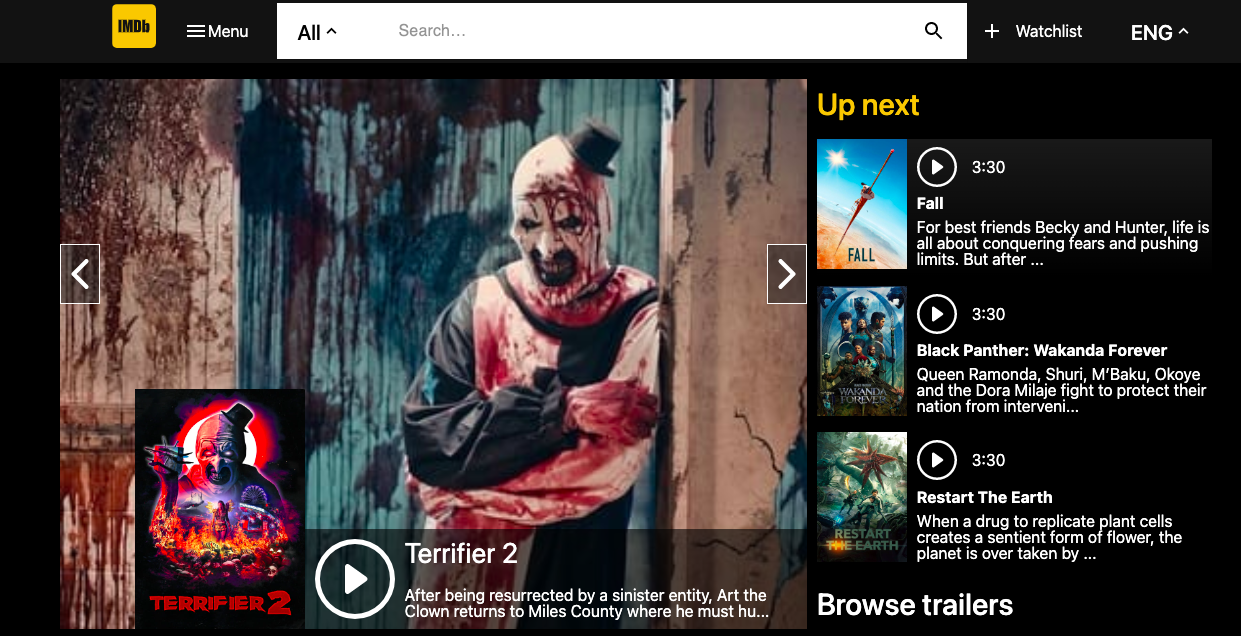 IMDb
Menu
All
Search...
Watchlist
ENG
TERRIFIER 2
Terrifier 2
After being resurrected by a sinister entity, Art the
Clown returns to Miles County where he must hu...
Up next
FALL
3:30
Fall
For best friends Becky and Hunter, life is
all about conquering fears and pushing
limits. But after ...
WAKANDA
FOREVER
3:30
Black Panther: Wakanda Forever
Queen Ramonda, Shuri, M’Baku, Okoye
and the Dora Milaje fight to protect their
nation from interveni...
RESTART
THE EARTH
3:30
Restart The Earth
When a drug to replicate plant cells
creates a sentient form of flower, the
planet is over taken by ...
Browse trailers